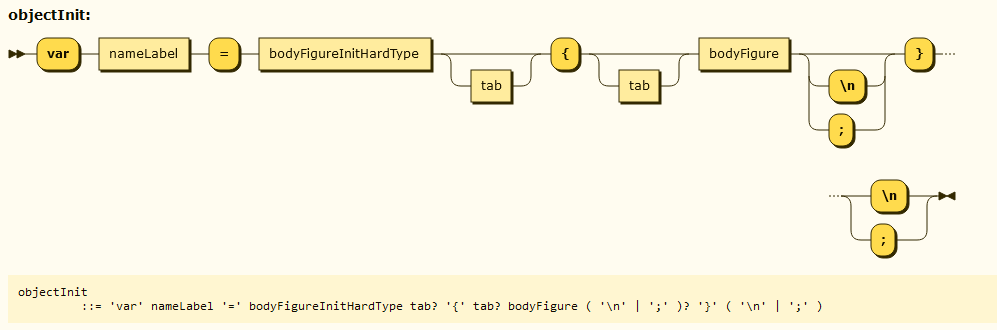 objectInit:
var nameLabel = bodyFigureInitHardType { bodyFigure }
tab tab \n
;
\n
;
objectInit
::= 'var' nameLabel '=' bodyFigureInitHardType tab? '{' tab? bodyFigure ( '\n' | ';' )? '}' ( '\n' | ';' )